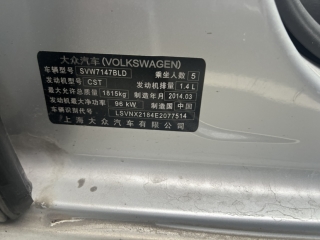 大众汽车(VOLKSWAGEN)
车辆型号 SVW7147BLD 乘坐人数 5
发动机型号 CST 发动机排量 1.4 L
最大允许总质量 1615kg 制造年月 2014.03
发动机最大净功率 96 kW 制造国 中国
车辆识别代号 LSVNX2184E2077514
上海大众汽车有限公司